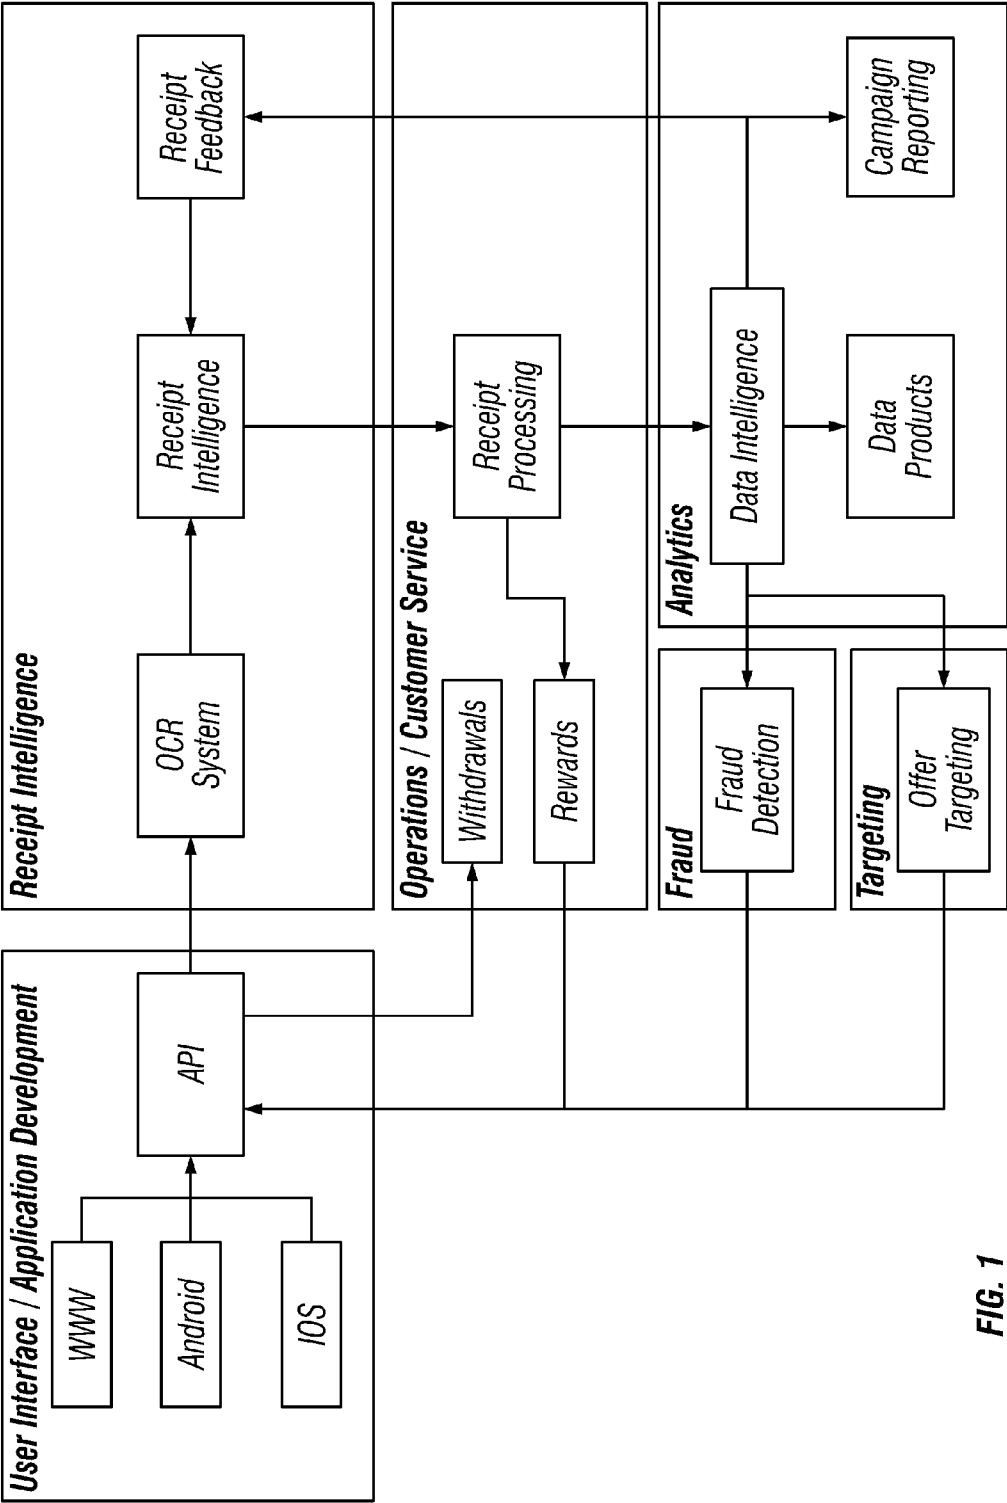 User Interface / Application Development
WWW
Android
IOS
API
Receipt Intelligence
OCR
System
Receipt
Intelligence
Receipt
Feedback
Operations / Customer Service
Withdrawals
Rewards
Receipt
Processing
Fraud
Fraud
Detection
Targeting
Offer
Targeting
Analytics
Data Intelligence
Data
Products
Campaign
Reporting
FIG. 1